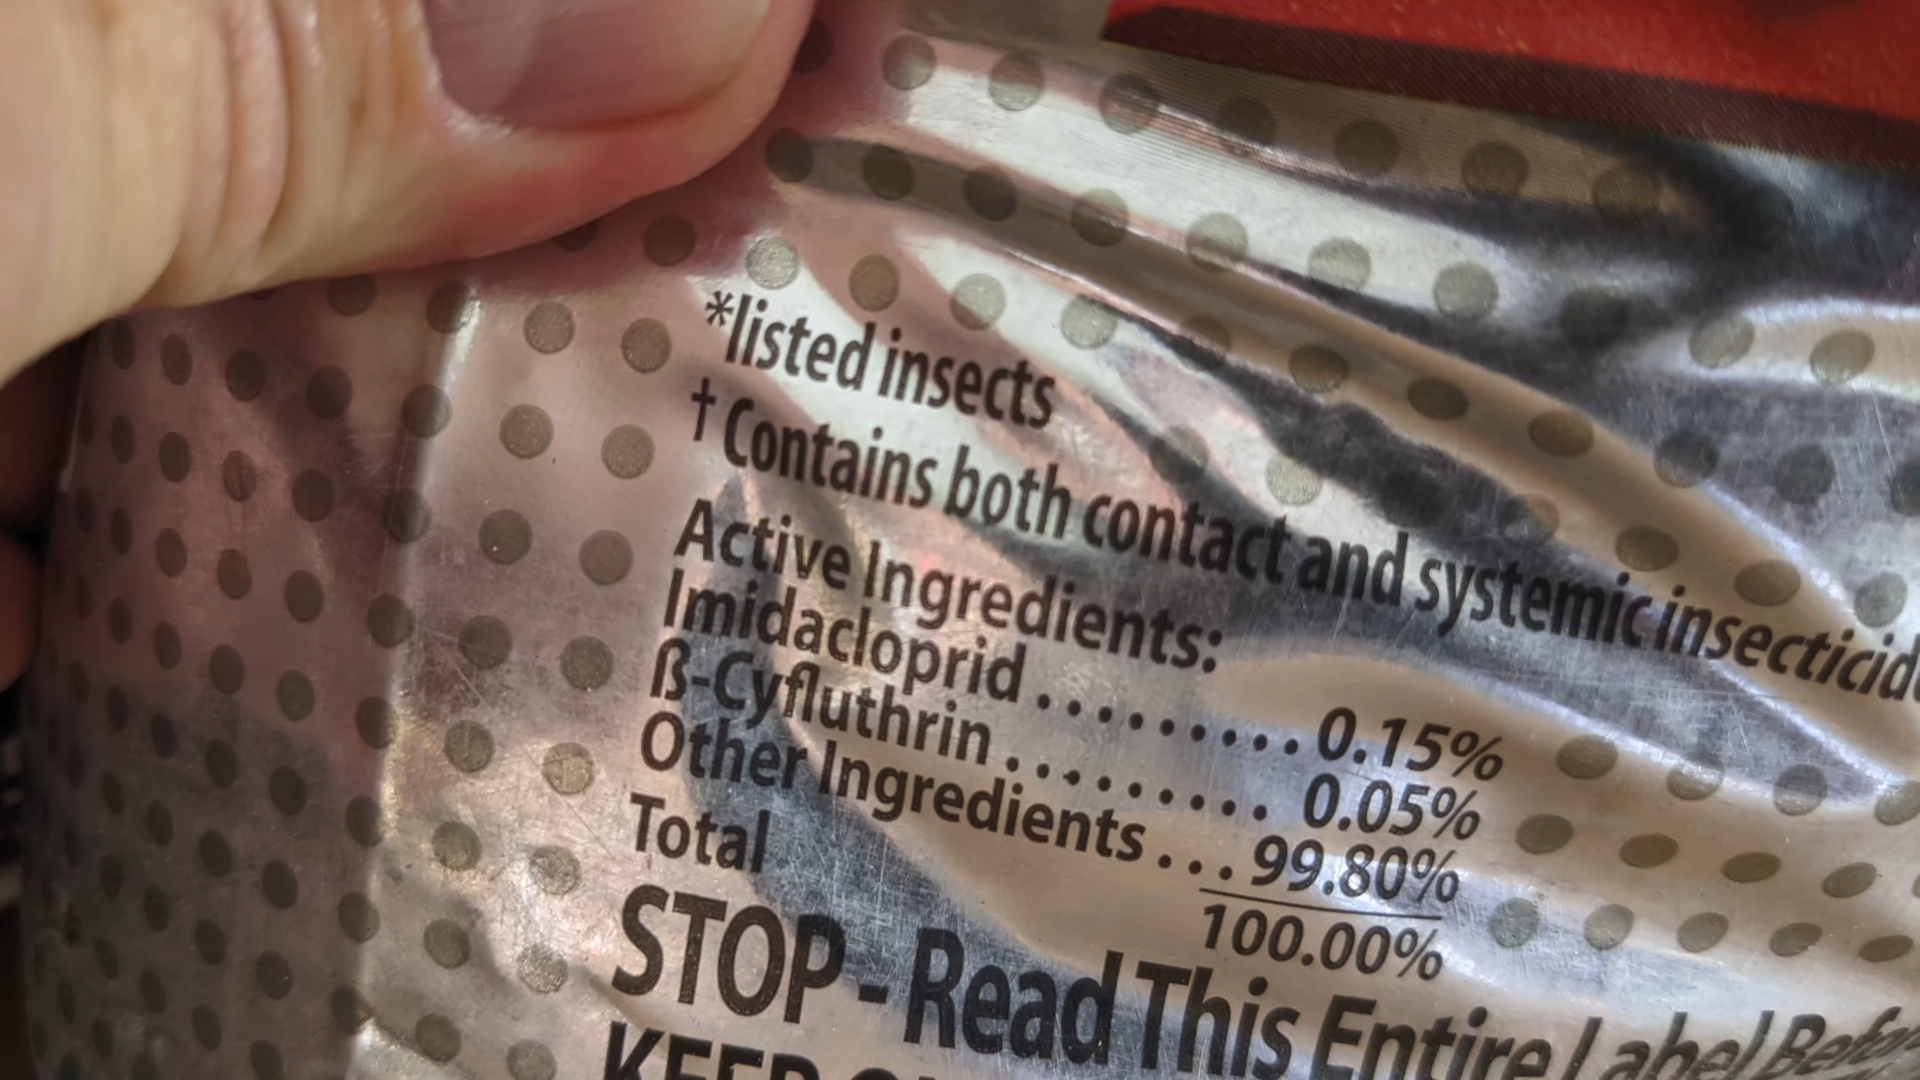 *listed insects
† Contains both contact and systemic
Active Ingredients:
Imidacloprid ......... 0.15%
ß-Cyfluthrin ......... 0.05%
Other Ingredients ... 99.80%
Total 100.00%
STOP - Read This Entire Label
KEEP